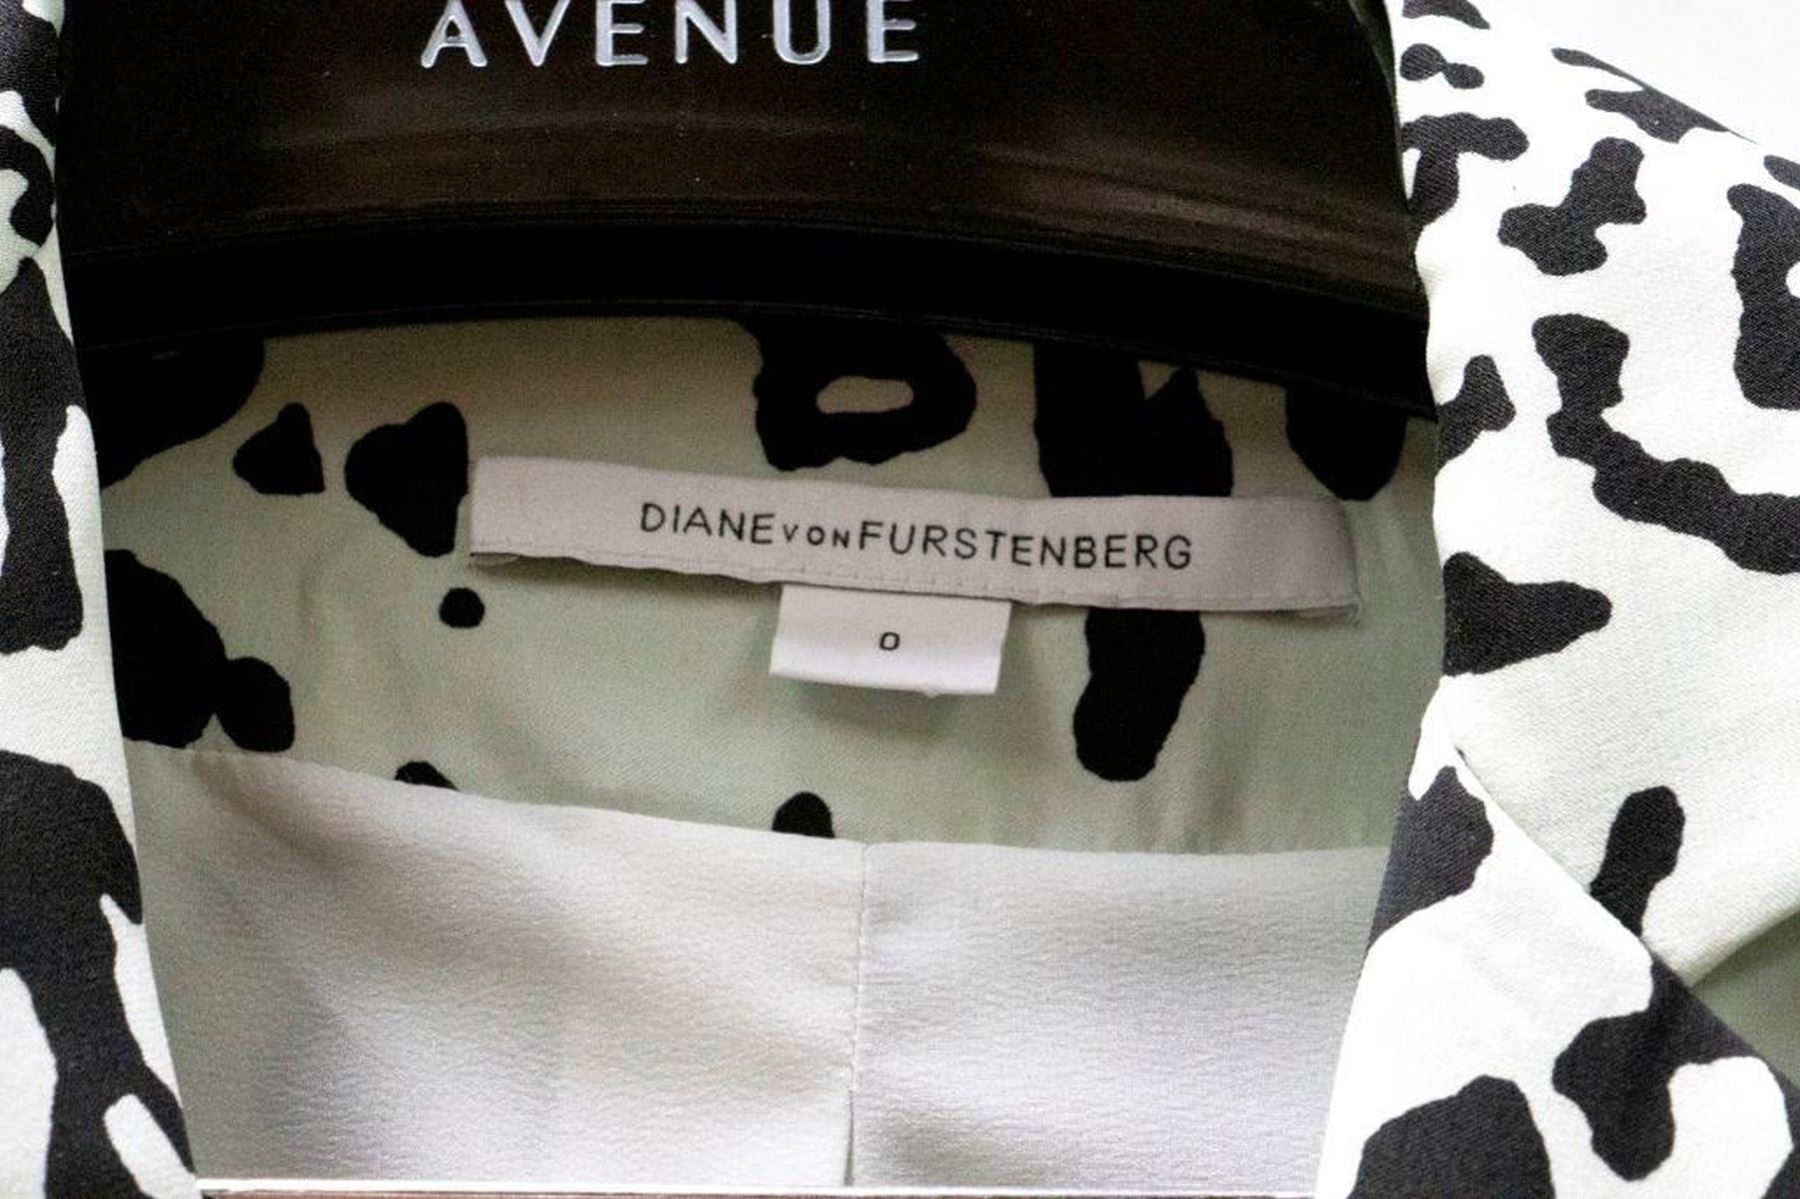 AVENUE
DIANE VON FURSTENBERG
0